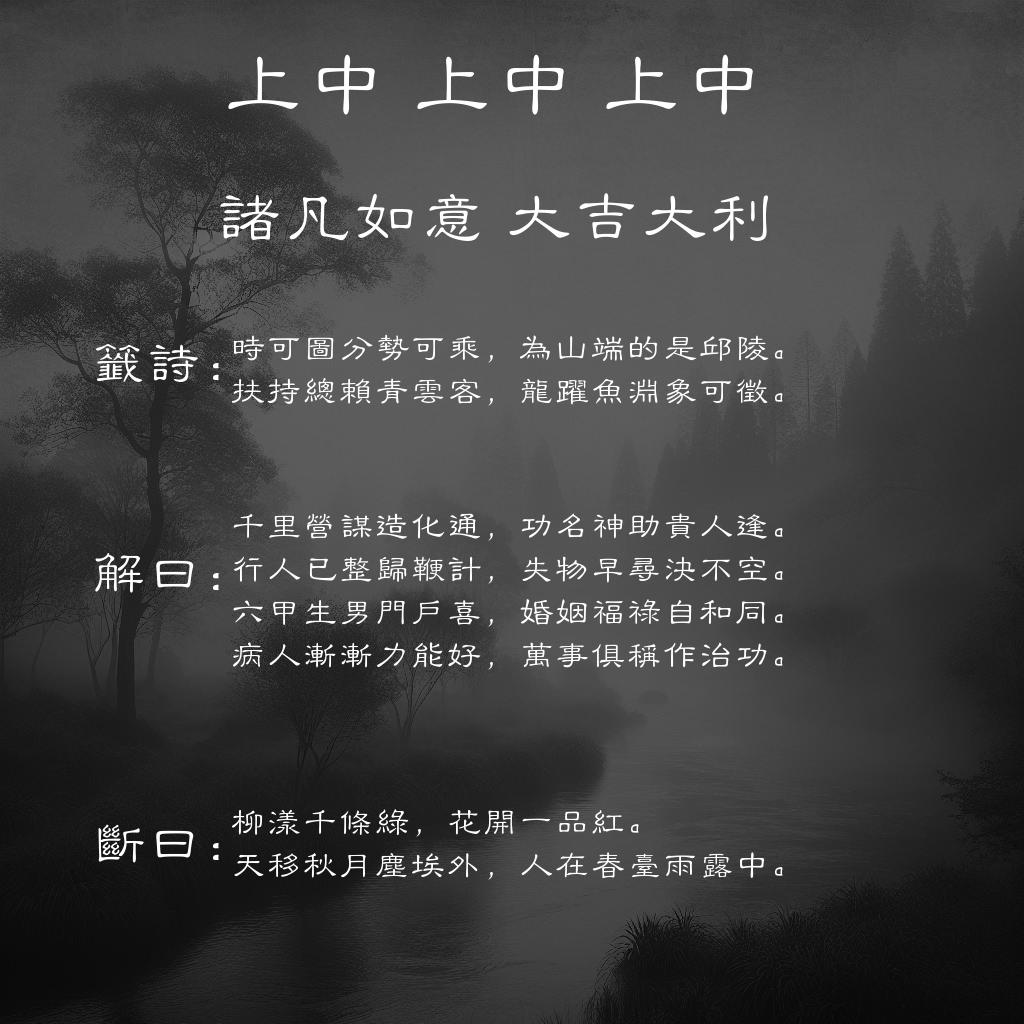 上中 上中 上中
諸凡如意 大吉大利
籤詩：
時可圖分勢可乘，為山端的是邱陵。
扶持總賴青雲客，龍躍魚淵象可徵。
解曰：
千里營謀造化通，功名神助貴人逢。
行人已整歸鞭計，失物早尋決不空。
六甲生男門戶喜，婚姻福祿自和同。
病人漸漸力能好，萬事俱稱作治功。
斷曰：
柳漾千條綠，花開一品紅。
天移秋月塵埃外，人在春臺雨露中。